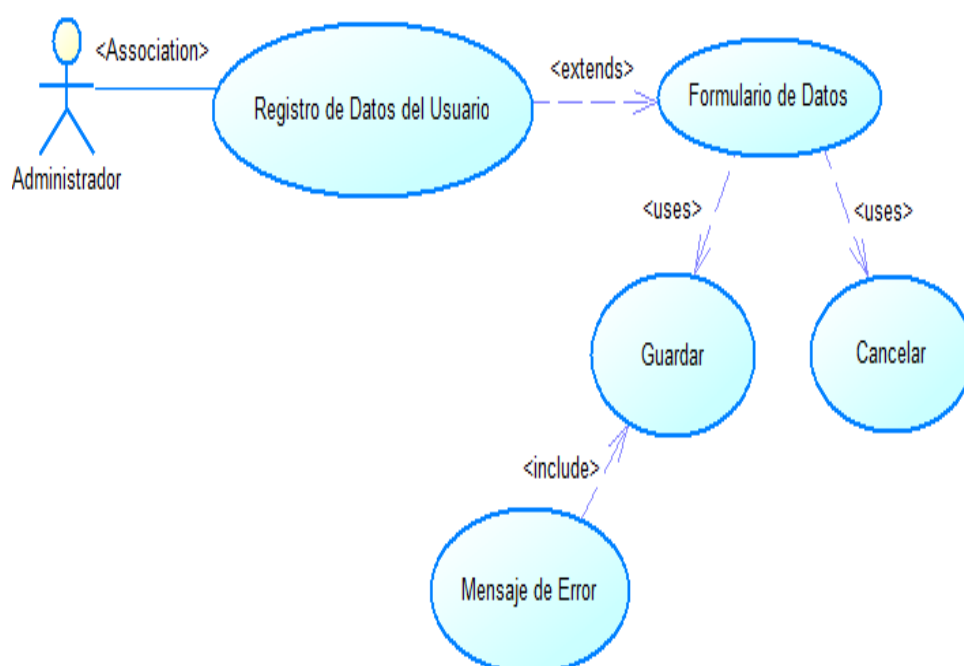 <Association>
Administrador
Registro de Datos del Usuario
<extends>
Formulario de Datos
<uses>
<uses>
Guardar
Cancelar
<include>
Mensaje de Error